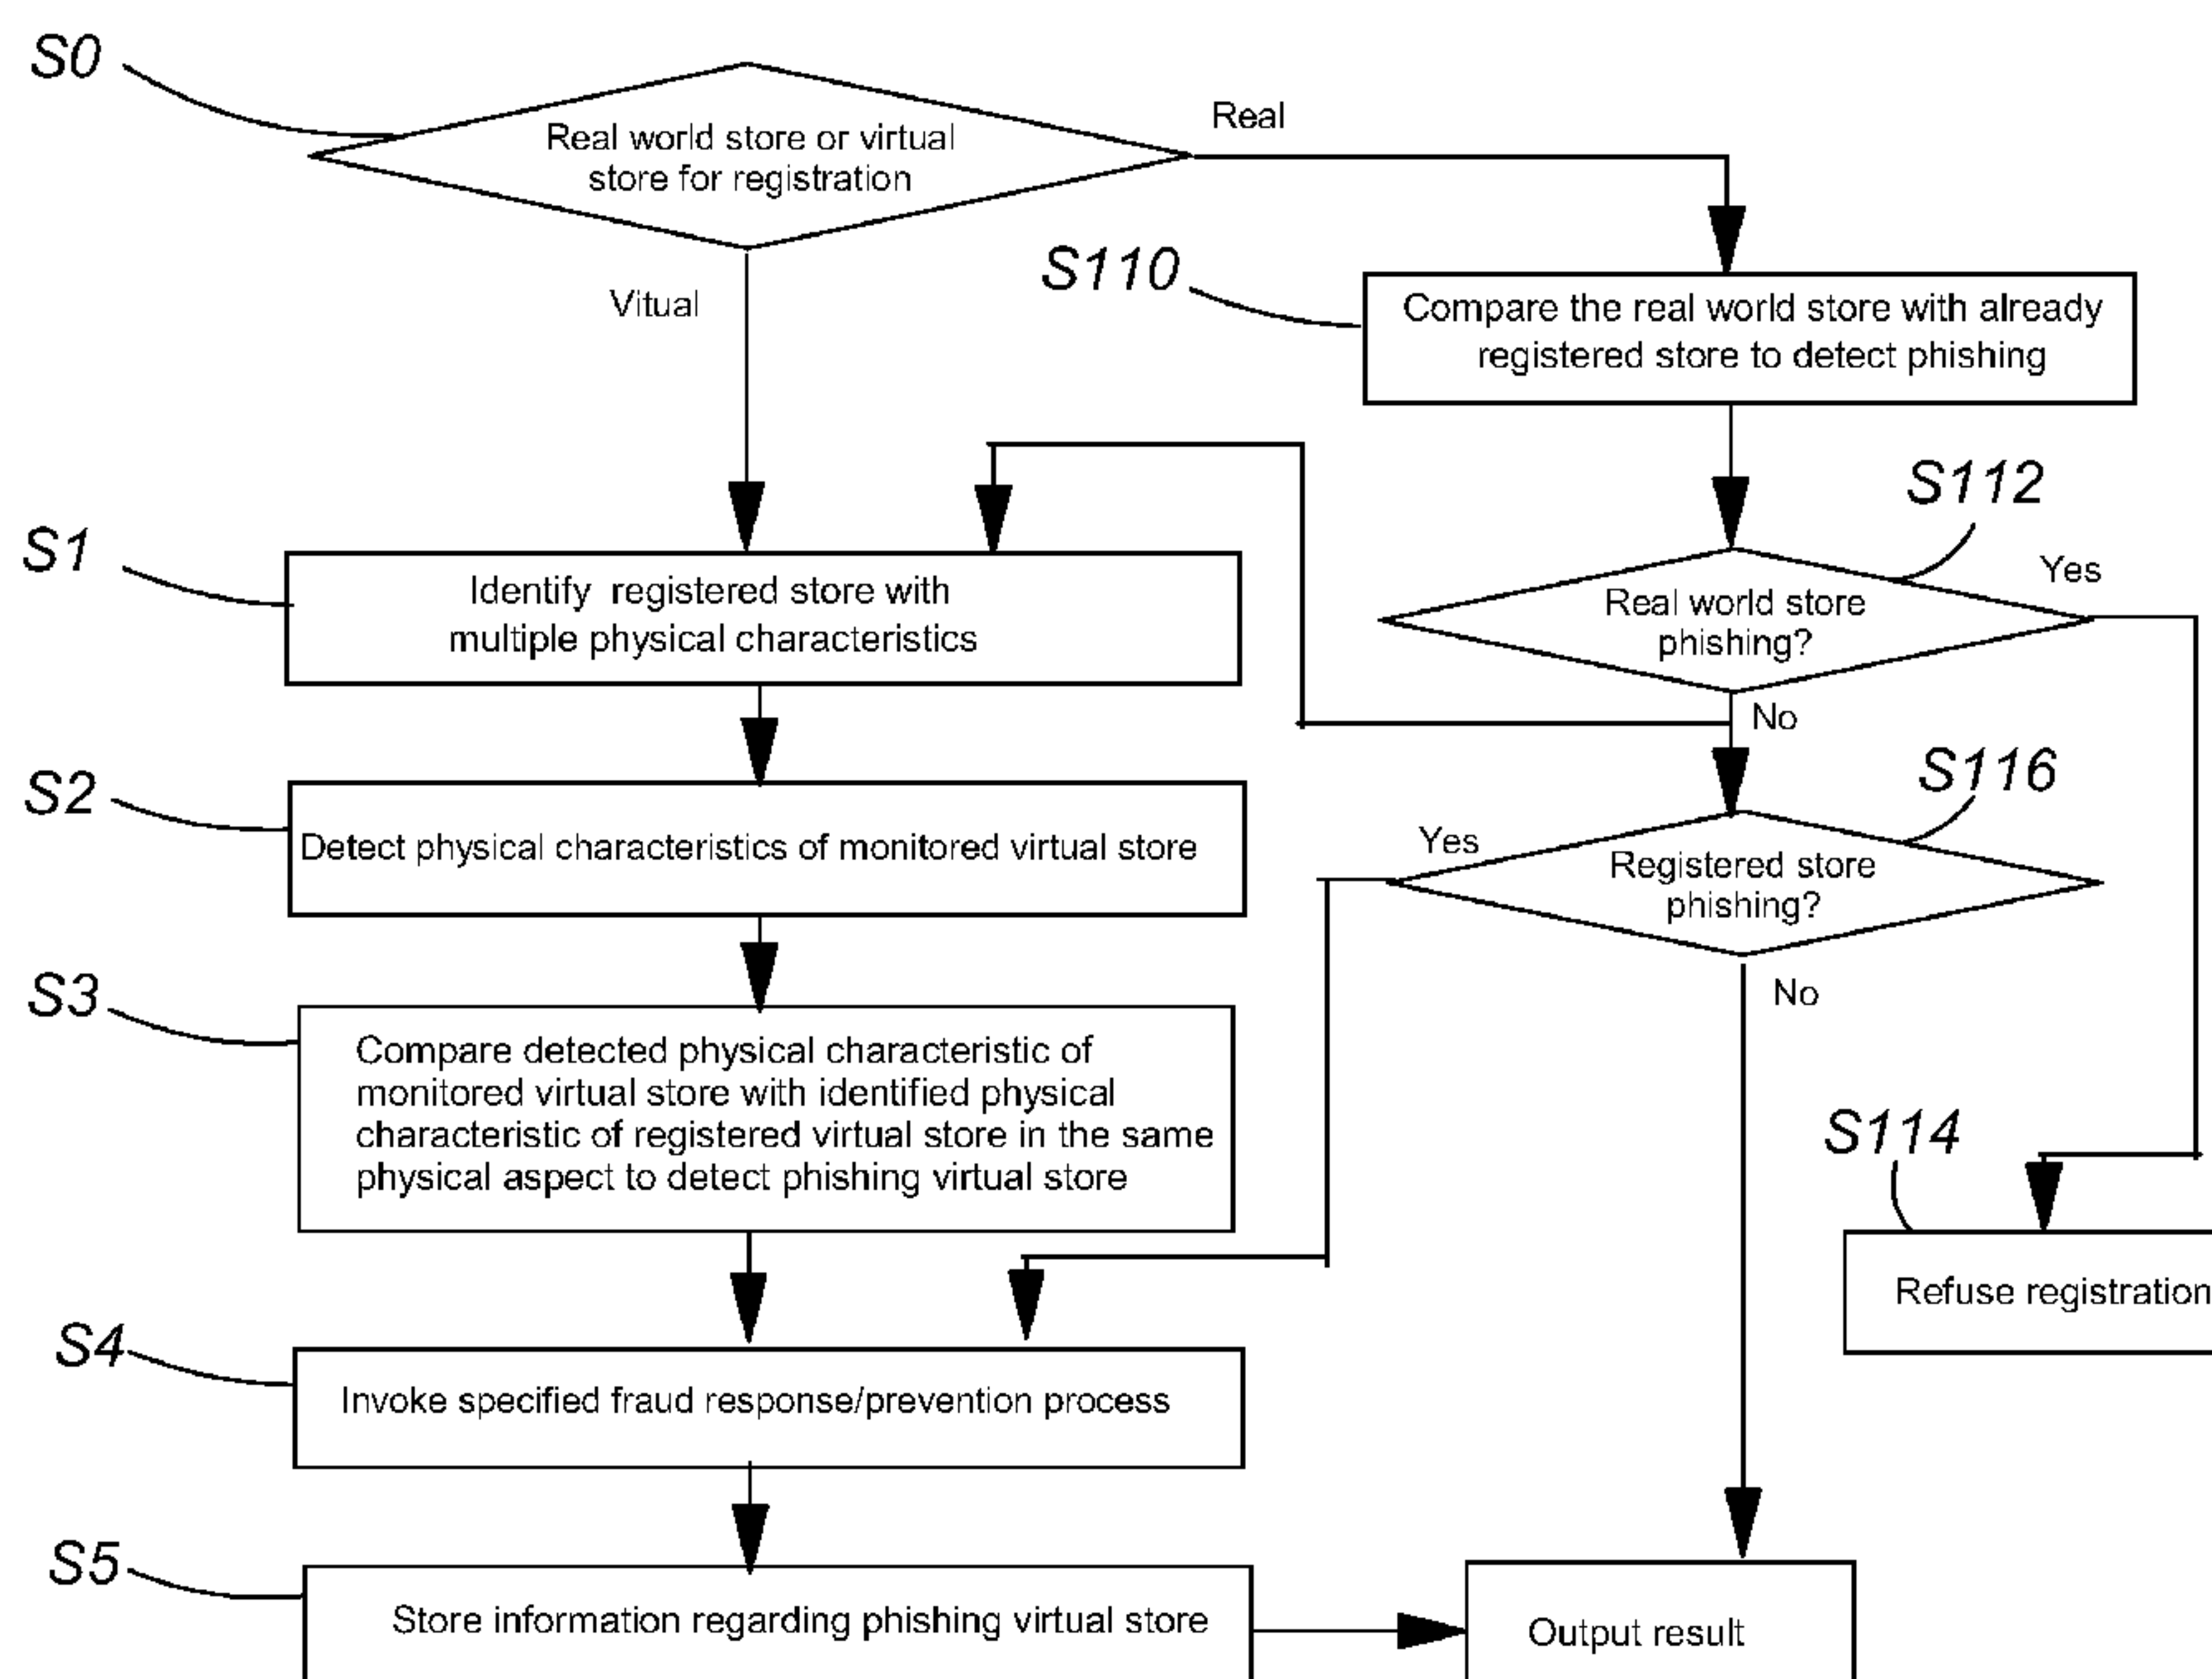 S0
Real world store or virtual
store for registration
Real
Vitual
S110
Compare the real world store with already
registered store to detect phishing
S112
Real world store
phishing?
Yes
No
S1
Identify registered store with
multiple physical characteristics
S2
Detect physical characteristics of monitored virtual store
S116
Registered store
phishing?
Yes
No
S3
Compare detected physical characteristic of
monitored virtual store with identified physical
characteristic of registered virtual store in the same
physical aspect to detect phishing virtual store
S114
Refuse registration
S4
Invoke specified fraud response/prevention process
S5
Store information regarding phishing virtual store
Output result